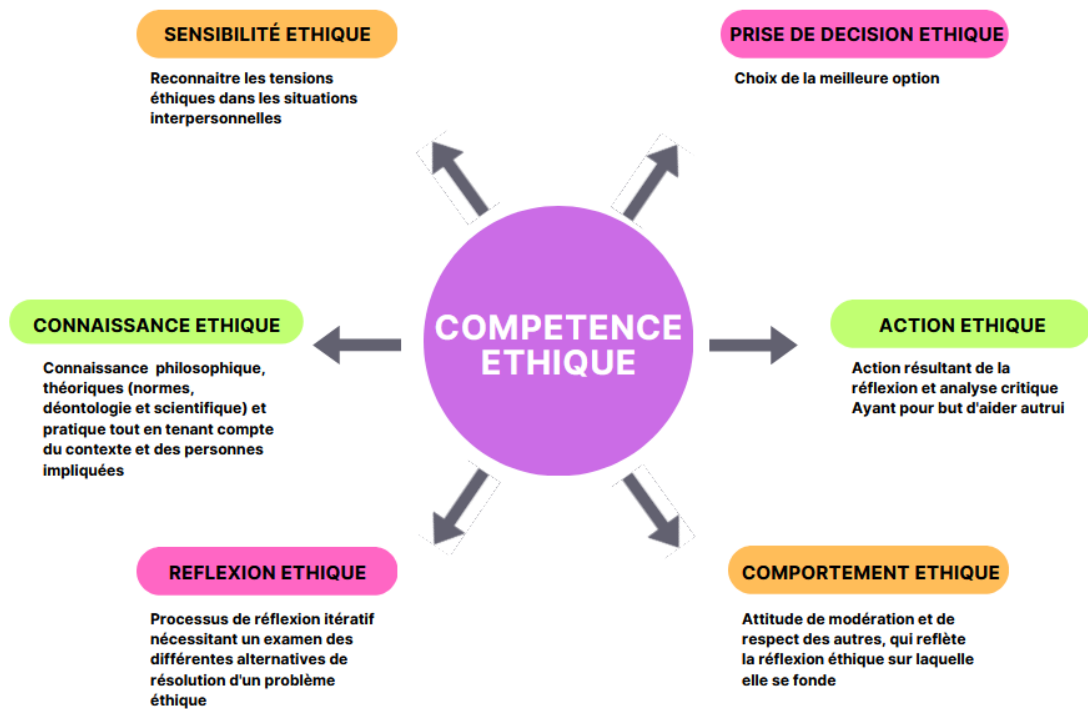 SENSIBILITÉ ETHIQUE
Reconnaitre les tensions
éthiques dans les situations
interpersonnelles
PRISE DE DECISION ETHIQUE
Choix de la meilleure option
COMPETENCE
ETHIQUE
CONNAISSANCE ETHIQUE
Connaissance philosophique,
théoriques (normes,
déontologie et scientifique) et
pratique tout en tenant compte
du contexte et des personnes
impliquées
ACTION ETHIQUE
Action résultant de la
réflexion et analyse critique
Ayant pour but d'aider autrui
REFLEXION ETHIQUE
Processus de réflexion itératif
nécessitant un examen des
différentes alternatives de
résolution d'un problème
éthique
COMPORTEMENT ETHIQUE
Attitude de modération et de
respect des autres, qui reflète
la réflexion éthique sur laquelle
elle se fonde